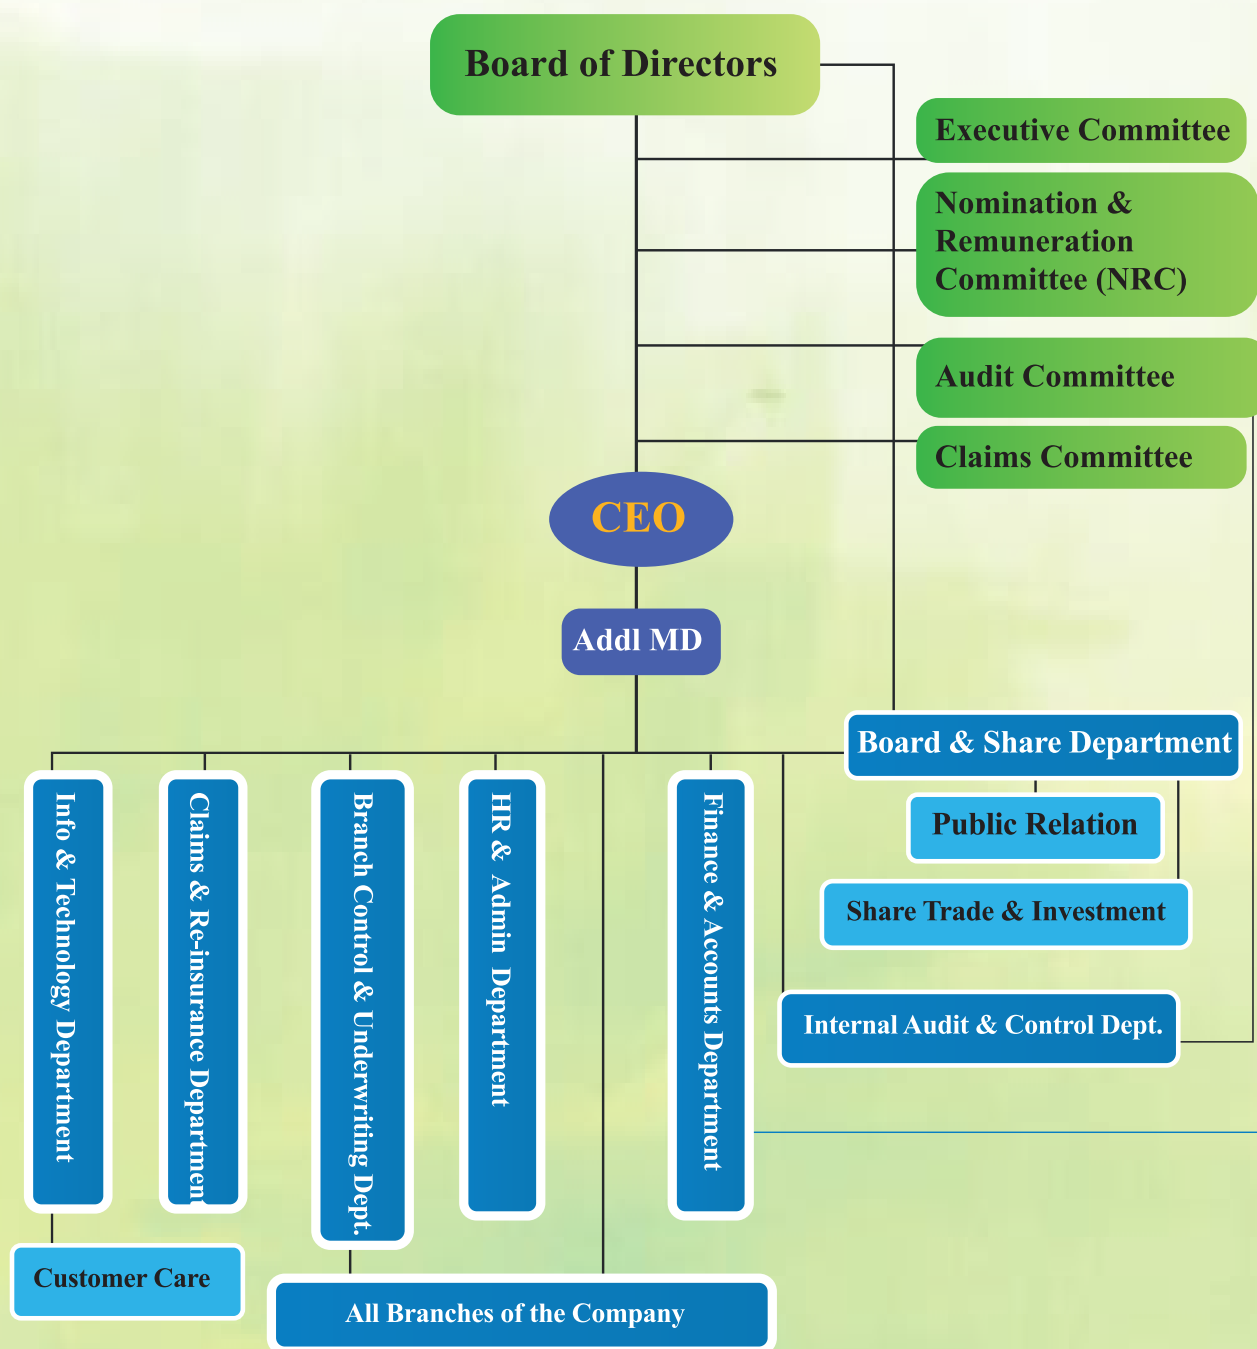 Board of Directors
Executive Committee
Nomination &
Remuneration
Committee (NRC)
Audit Committee
Claims Committee
CEO
Addl MD
Board & Share Department
Public Relation
Share Trade & Investment
Internal Audit & Control Dept.
Info & Technology Department
Claims & Re-insurance Department
Branch Control & Underwriting Dept.
HR & Admin Department
Finance & Accounts Department
Customer Care
All Branches of the Company